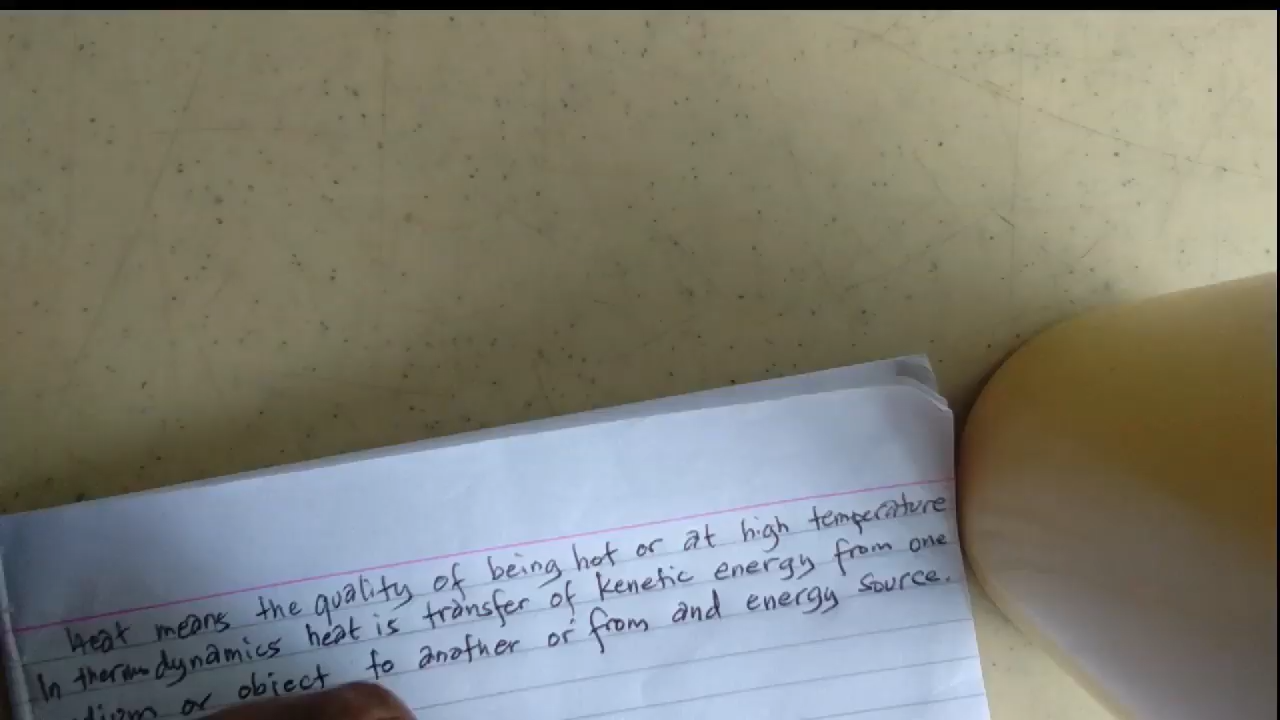 Heat means the quality of being hot or at high temperature
In thermodynamics heat is transfer of kenetic energy from one
or object to another or from and energy source.